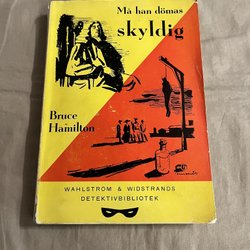 Må han dömas
skyldig
Bruce
Hamilton
WAHLSTRÖM & WIDSTRANDS
DETEKTIVBIBLIOTEK